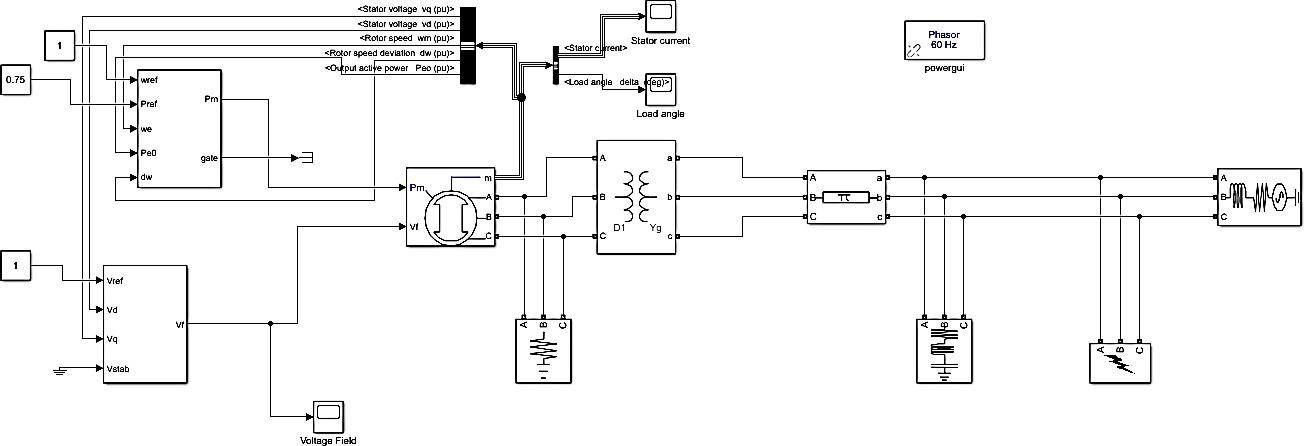 <Stator voltage vq (pu)>
<Stator voltage vd (pu)>
<Rotor speed wm (pu)>
<Rotor speed deviation dw (pu)>
<Output active power Peo (pu)>
1
0.75
wref
Pref
we
Pe0
dw
Pm
gate
<Stator current>
Stator current
<Load angle delta (deg)>
Load angle
Phasor
60 Hz
powergui
Pm
Vf
m
A
B
C
A
B
C
D1
Yg
a
b
c
A
B
C
π
a
b
c
A
B
C
1
Vref
Vd
Vq
Vstab
Vf
A
B
C
A
B
C
A
B
C
Voltage Field